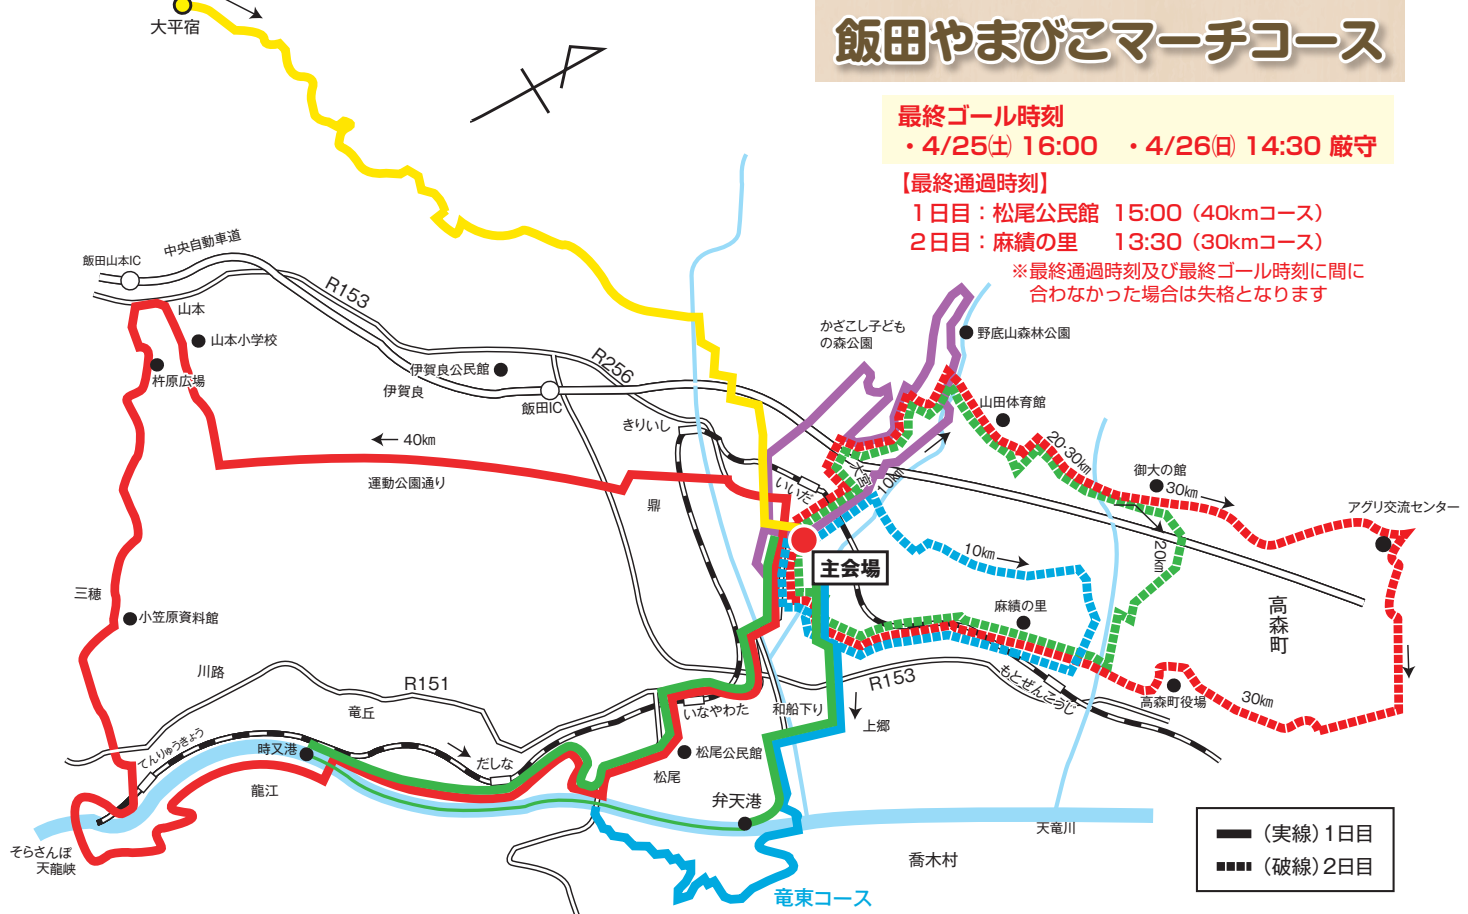 飯田やまびこマーチコース
最終ゴール時刻
・4/25㈯ 16:00 ・4/26㈰ 14:30 厳守
【最終通過時刻】
1日目：松尾公民館 15:00（40kmコース）
2日目：麻績の里 13:30（30kmコース）
※最終通過時刻及び最終ゴール時刻に間に
合わなかった場合は失格となります
大平宿
中央自動車道
飯田山本IC
R153
山本
山本小学校
杵原広場
伊賀良公民館
伊賀良
飯田IC
R256
きりいし
かざこし子ども
の森公園
野底山森林公園
山田体育館
20・30㎞
御大の館
30㎞
アグリ交流センター
40㎞
運動公園通り
鼎
いいだ
大宮
10㎞
10㎞
20㎞
主会場
麻績の里
高森町
三穂
小笠原資料館
川路
R151
竜丘
いなやわた
和船下り
R153
上郷
もとぜんこうじ
高森町役場
30㎞
てんりゅうきょう
時又港
だしな
松尾公民館
松尾
龍江
弁天港
天竜川
そらさんぽ
天龍峡
喬木村
竜東コース
（実線）1日目
（破線）2日目